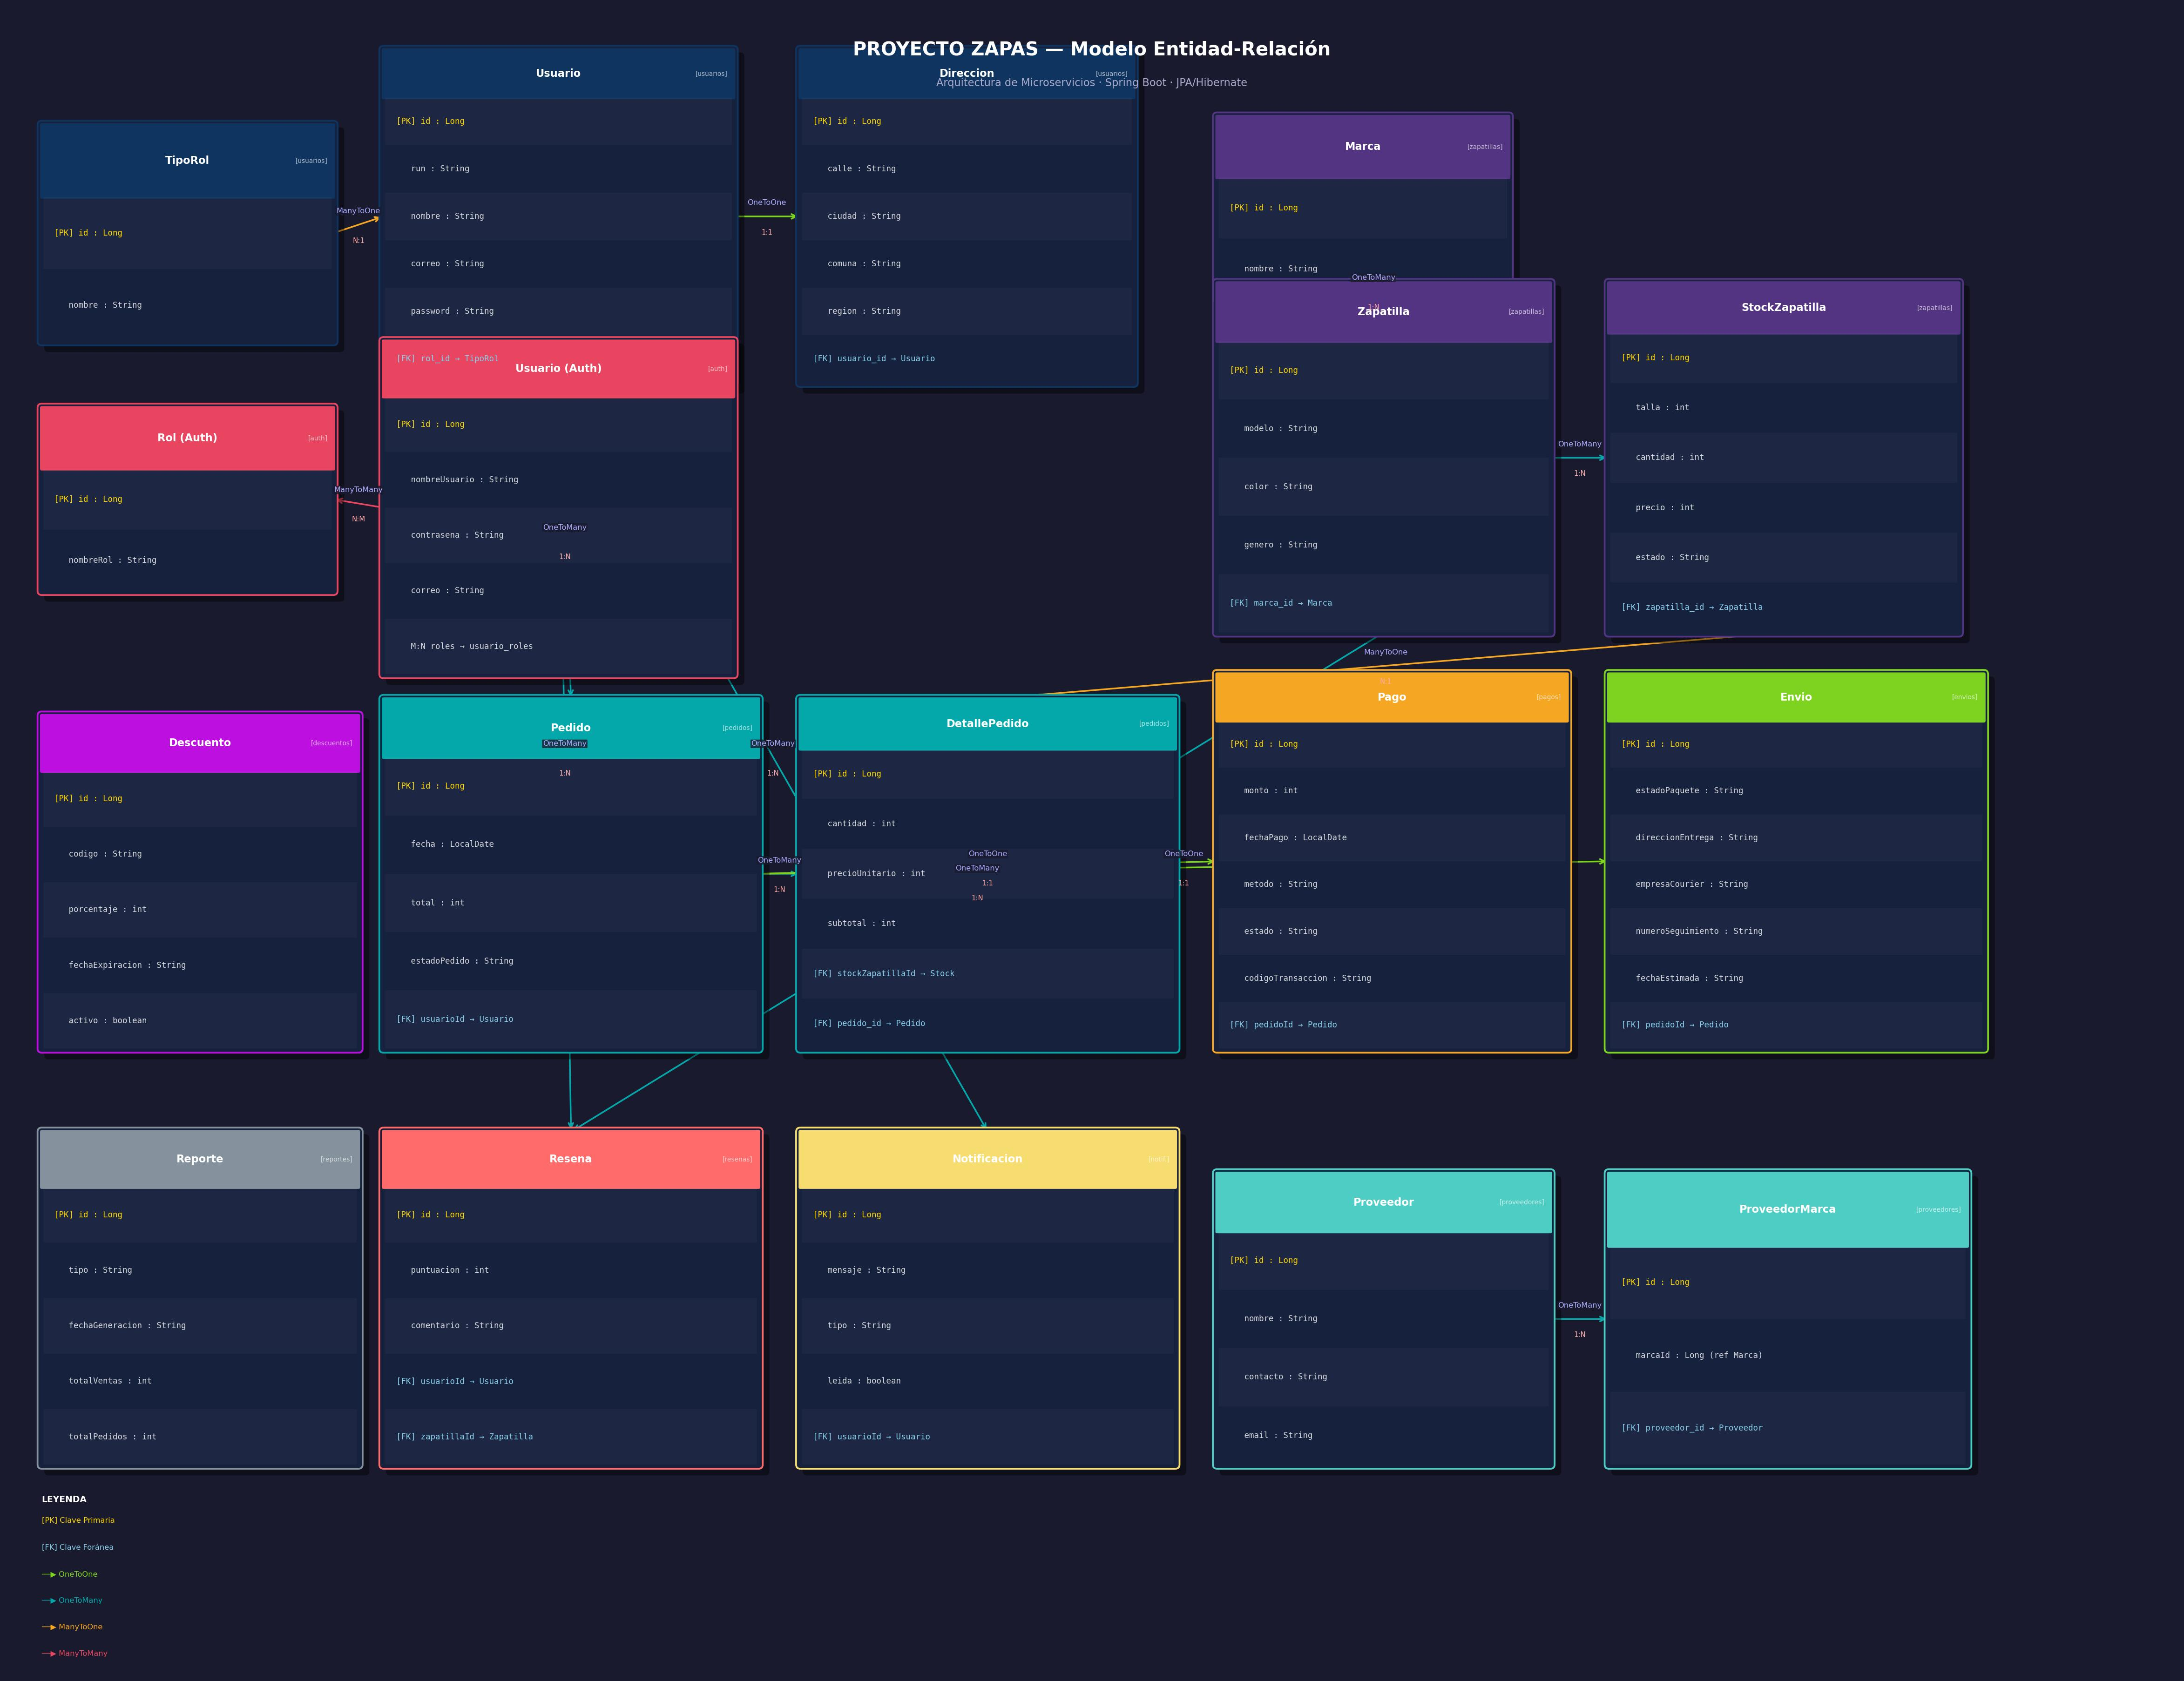 PROYECTO ZAPAS — Modelo Entidad-Relación
Arquitectura de Microservicios · Spring Boot · JPA/Hibernate
TipoRol [usuarios]
[PK] id : Long
nombre : String
ManyToOne
N:1
Usuario [usuarios]
[PK] id : Long
run : String
nombre : String
correo : String
password : String
[FK] rol_id → TipoRol
OneToOne
1:1
Direccion [usuarios]
[PK] id : Long
calle : String
ciudad : String
comuna : String
region : String
[FK] usuario_id → Usuario
Marca [zapatillas]
[PK] id : Long
nombre : String
OneToMany
1:N
Zapatilla [zapatillas]
[PK] id : Long
modelo : String
color : String
genero : String
[FK] marca_id → Marca
OneToMany
1:N
StockZapatilla [zapatillas]
[PK] id : Long
talla : int
cantidad : int
precio : int
estado : String
[FK] zapatilla_id → Zapatilla
Rol (Auth) [auth]
[PK] id : Long
nombreRol : String
ManyToMany
N:M
Usuario (Auth) [auth]
[PK] id : Long
nombreUsuario : String
contrasena : String
OneToMany
1:N
correo : String
M:N roles → usuario_roles
ManyToOne
N:1
Descuento [descuentos]
[PK] id : Long
codigo : String
porcentaje : int
fechaExpiracion : String
activo : boolean
Pedido [pedidos]
OneToMany
1:N
[PK] id : Long
fecha : LocalDate
total : int
estadoPedido : String
[FK] usuarioId → Usuario
OneToMany
1:N
OneToMany
1:N
DetallePedido [pedidos]
[PK] id : Long
cantidad : int
precioUnitario : int
OneToOne
OneToMany
1:1
1:N
subtotal : int
[FK] stockZapatillaId → Stock
[FK] pedido_id → Pedido
OneToOne
1:1
Pago [pagos]
[PK] id : Long
monto : int
fechaPago : LocalDate
metodo : String
estado : String
codigoTransaccion : String
[FK] pedidoId → Pedido
Envio [envios]
[PK] id : Long
estadoPaquete : String
direccionEntrega : String
empresaCourier : String
numeroSeguimiento : String
fechaEstimada : String
[FK] pedidoId → Pedido
Reporte [reportes]
[PK] id : Long
tipo : String
fechaGeneracion : String
totalVentas : int
totalPedidos : int
Resena [resenas]
[PK] id : Long
puntuacion : int
comentario : String
[FK] usuarioId → Usuario
[FK] zapatillaId → Zapatilla
Notificacion
[PK] id : Long
mensaje : String
tipo : String
leida : boolean
[FK] usuarioId → Usuario
Proveedor [proveedores]
[PK] id : Long
nombre : String
contacto : String
email : String
OneToMany
1:N
ProveedorMarca [proveedores]
[PK] id : Long
marcaId : Long (ref Marca)
[FK] proveedor_id → Proveedor
LEYENDA
[PK] Clave Primaria
[FK] Clave Foránea
—▶ OneToOne
—▶ OneToMany
—▶ ManyToOne
—▶ ManyToMany